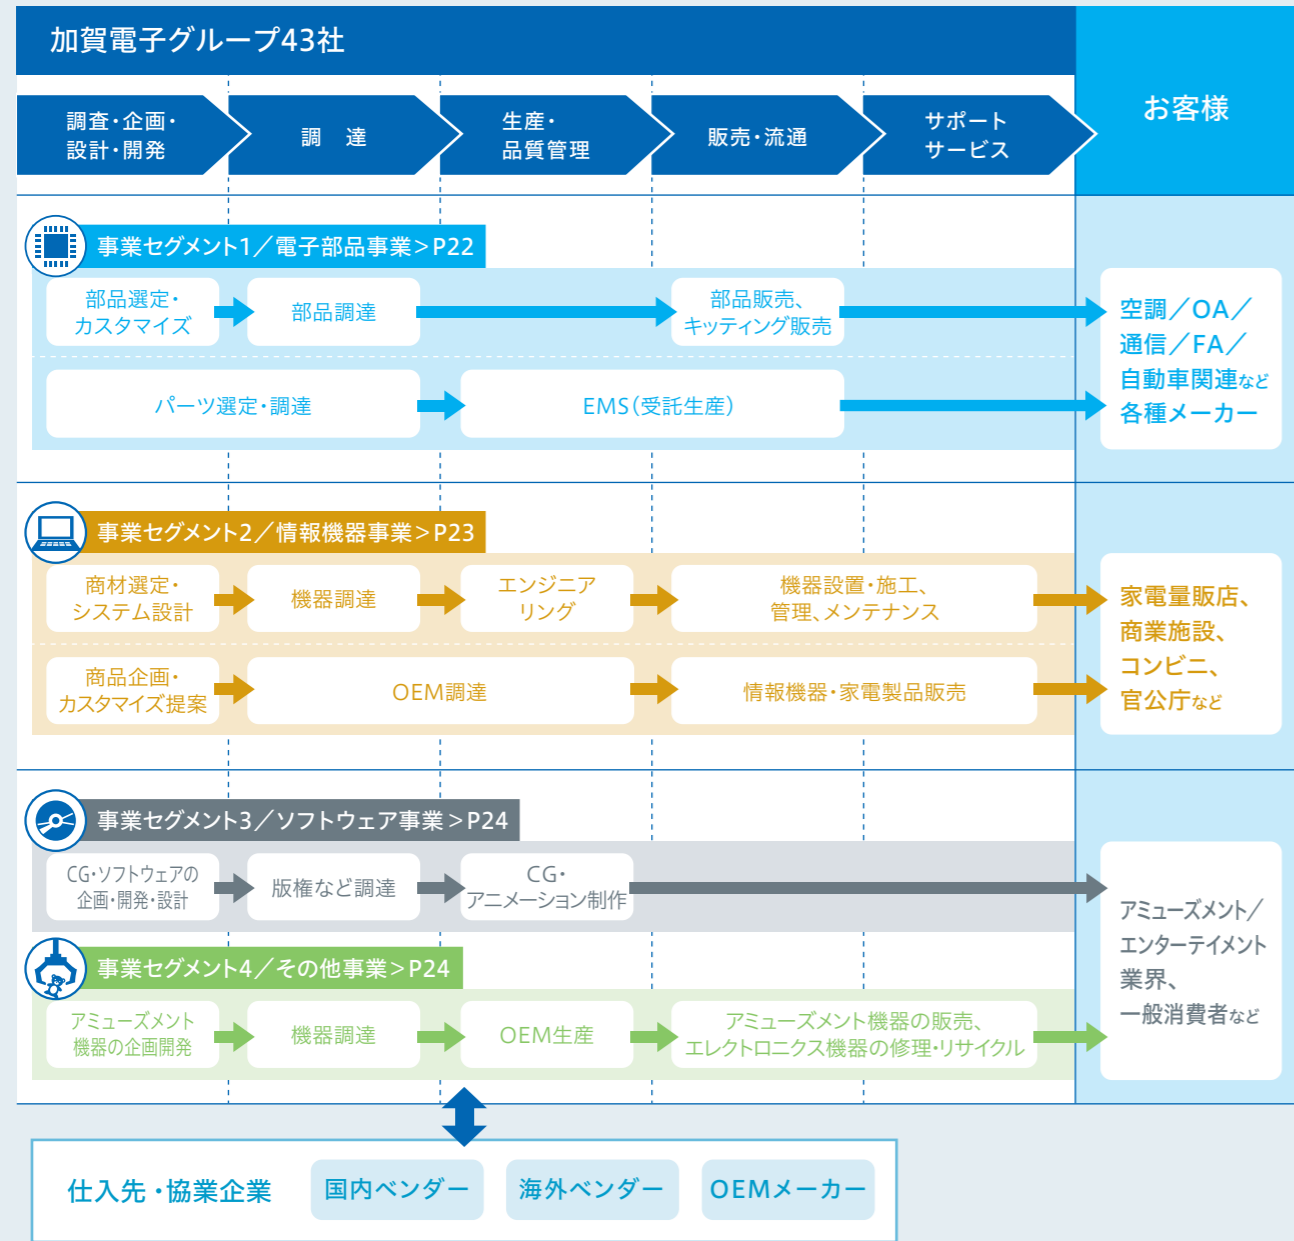 加賀電子グループ43社
お客様
調査・企画・
設計・開発
調　達
生産・
品質管理
販売・流通
サポート
サービス
事業セグメント1／電子部品事業>P22
部品選定・
カスタマイズ
部品調達
部品販売、
キッティング販売
パーツ選定・調達
EMS(受託生産)
空調／OA／
通信／FA／
自動車関連など
各種メーカー
事業セグメント2／情報機器事業>P23
商材選定・
システム設計
機器調達
エンジニア
リング
機器設置・施工、
管理、メンテナンス
商品企画・
カスタマイズ提案
OEM調達
情報機器・家電製品販売
家電量販店、
商業施設、
コンビニ、
官公庁など
事業セグメント3／ソフトウェア事業>P24
CG・ソフトウェアの
企画・開発・設計
版権など調達
CG・
アニメーション制作
事業セグメント4／その他事業>P24
アミューズメント
機器の企画開発
機器調達
OEM生産
アミューズメント機器の販売、
エレクトロニクス機器の修理・リサイクル
アミューズメント／
エンターテイメント
業界、
一般消費者など
仕入先・協業企業
国内ベンダー
海外ベンダー
OEMメーカー